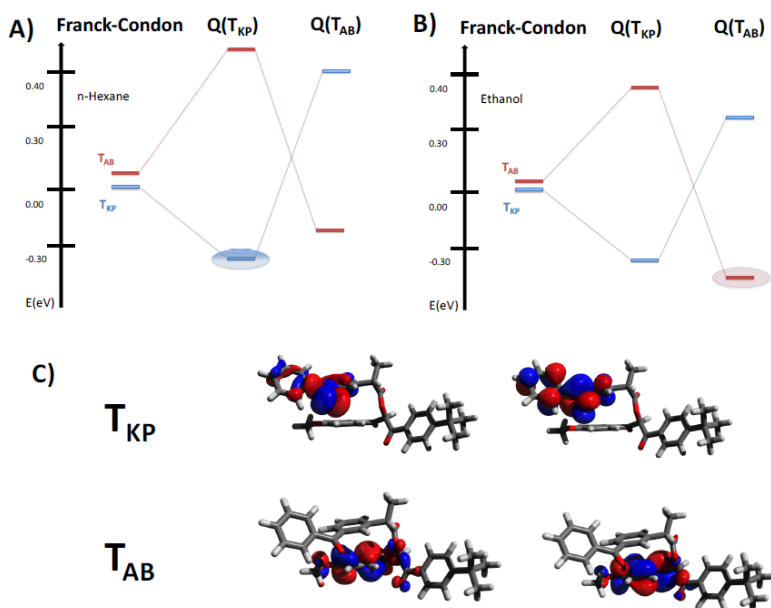 A)
Franck-Condon Q(TKP) Q(TAB)
0.40
n-Hexane
0.30
TAB
0.00
TKP
-0.30
E(eV)
B)
Franck-Condon Q(TKP) Q(TAB)
0.40
Ethanol
0.30
TAB
0.00
TKP
-0.30
E(eV)
C)
TKP
TAB